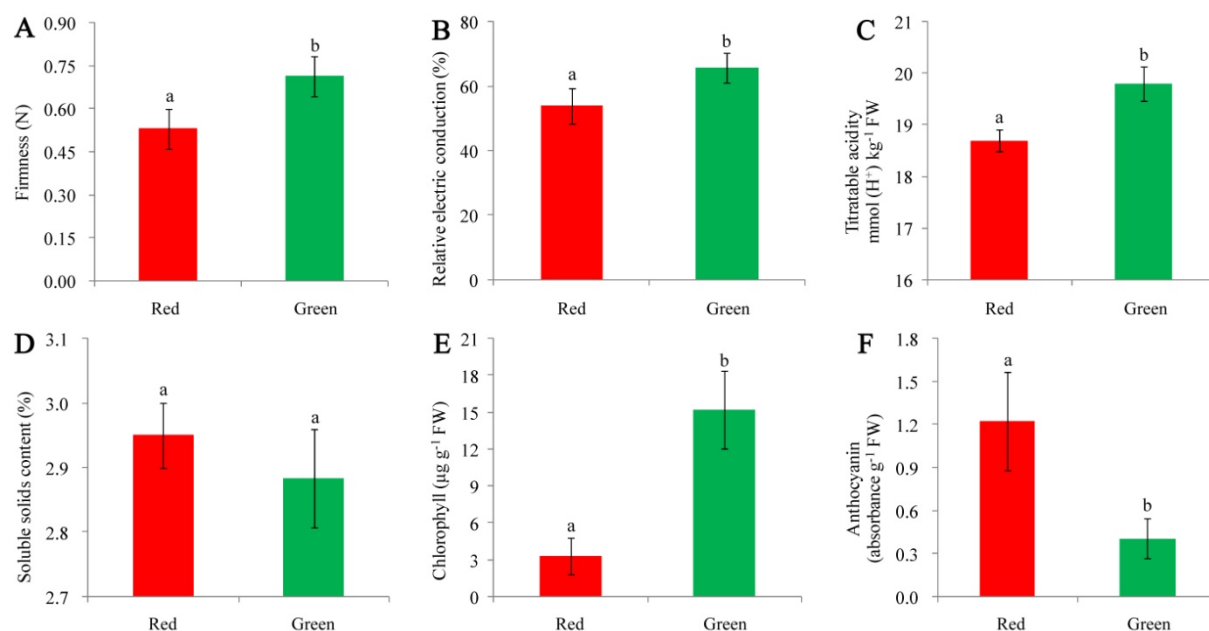 A
Firmness (N)
0.90
0.75
0.60
0.45
0.30
0.15
0.00
a
b
Red
Green
B
Relative electric conduction (%)
80
60
40
20
0
a
b
Red
Green
C
Titratable acidity
mmol (H⁺) kg⁻¹ FW
21
20
19
18
17
16
a
b
Red
Green
D
Soluble solids content (%)
3.1
3.0
2.9
2.8
2.7
a
a
Red
Green
E
Chlorophyll (μg g⁻¹ FW)
21
18
15
12
9
6
3
0
a
b
Red
Green
F
Anthocyanin
(absorbance g⁻¹ FW)
1.8
1.5
1.2
0.9
0.6
0.3
0.0
a
b
Red
Green